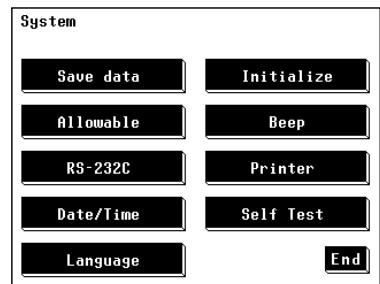 System
Save data
Initialize
Allowable
Beep
RS-232C
Printer
Date/Time
Self Test
Language
End